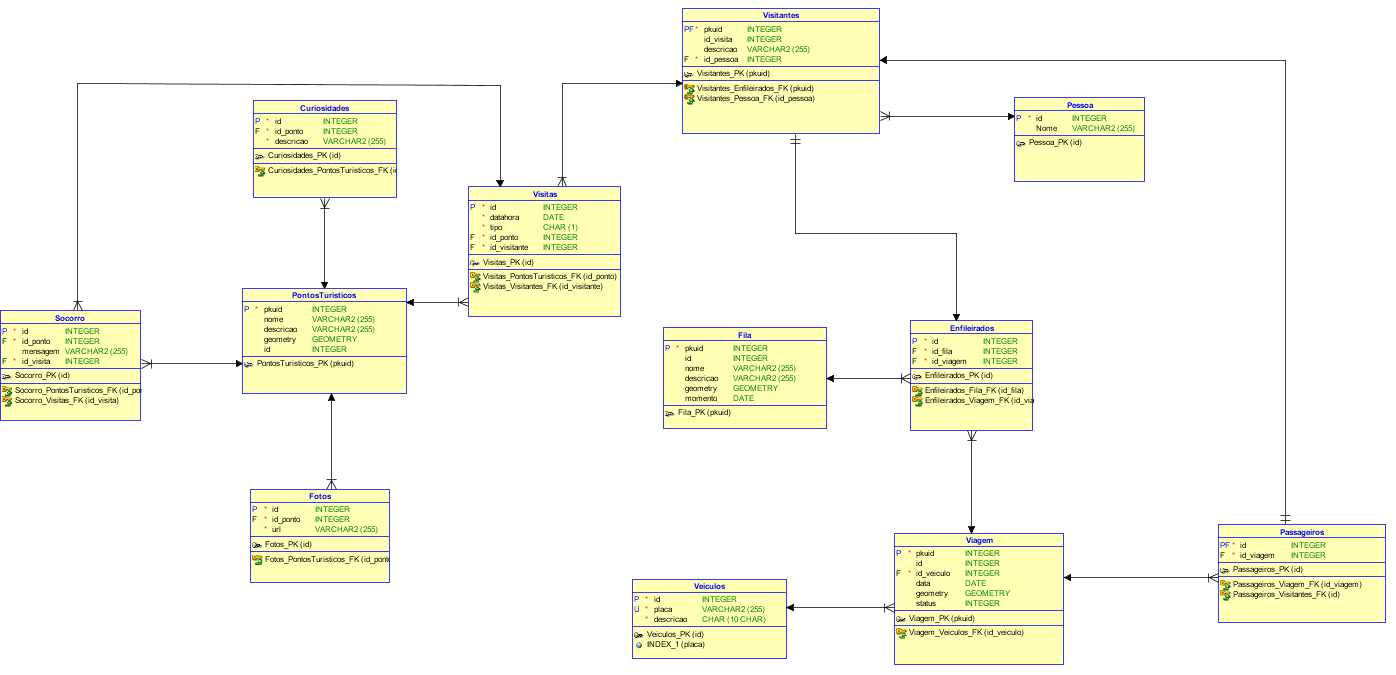 Visitantes
PF * pkuid INTEGER
id_visita INTEGER
descricao VARCHAR2 (255)
F * id_pessoa INTEGER
Visitantes_PK (pkuid)
Visitantes_Enfileirados_FK (pkuid)
Visitantes_Pessoa_FK (id_pessoa)
Pessoa
P * id INTEGER
Nome VARCHAR2 (255)
Pessoa_PK (id)
Curiosidades
P * id INTEGER
F * id_ponto INTEGER
* descricao VARCHAR2 (255)
Curiosidades_PK (id)
Curiosidades_PontosTuristicos_FK (i
Visitas
P * id INTEGER
* datahora DATE
* tipo CHAR (1)
F * id_ponto INTEGER
F * id_visitante INTEGER
Visitas_PK (id)
Visitas_PontosTuristicos_FK (id_ponto)
Visitas_Visitantes_FK (id_visitante)
PontosTuristicos
P * pkuid INTEGER
nome VARCHAR2 (255)
descricao VARCHAR2 (255)
geometry GEOMETRY
id INTEGER
PontosTuristicos_PK (pkuid)
Socorro
P * id INTEGER
F * id_ponto INTEGER
mensagem VARCHAR2 (255)
F * id_visita INTEGER
Socorro_PK (id)
Socorro_PontosTuristicos_FK (id_por
Socorro_Visitas_FK (id_visita)
Fila
P * pkuid INTEGER
id INTEGER
nome VARCHAR2 (255)
descricao VARCHAR2 (255)
geometry GEOMETRY
momento DATE
Fila_PK (pkuid)
Enfileirados
P * id INTEGER
F * id_fila INTEGER
F * id_viagem INTEGER
Enfileirados_PK (id)
Enfileirados_Fila_FK (id_fila)
Enfileirados_Viagem_FK (id_via
Fotos
P * id INTEGER
F * id_ponto INTEGER
* url VARCHAR2 (255)
Fotos_PK (id)
Fotos_PontosTuristicos_FK (id_pont
Viagem
P * pkuid INTEGER
id INTEGER
F * id_veiculo INTEGER
data DATE
geometry GEOMETRY
status INTEGER
Viagem_PK (pkuid)
Viagem_Veiculos_FK (id_veiculo)
Passageiros
PF * id INTEGER
F * id_viagem INTEGER
Passageiros_PK (id)
Passageiros_Viagem_FK (id_viagem)
Passageiros_Visitantes_FK (id)
Veiculos
P * id INTEGER
U * placa VARCHAR2 (255)
* descricao CHAR (10 CHAR)
Veiculos_PK (id)
INDEX_1 (placa)